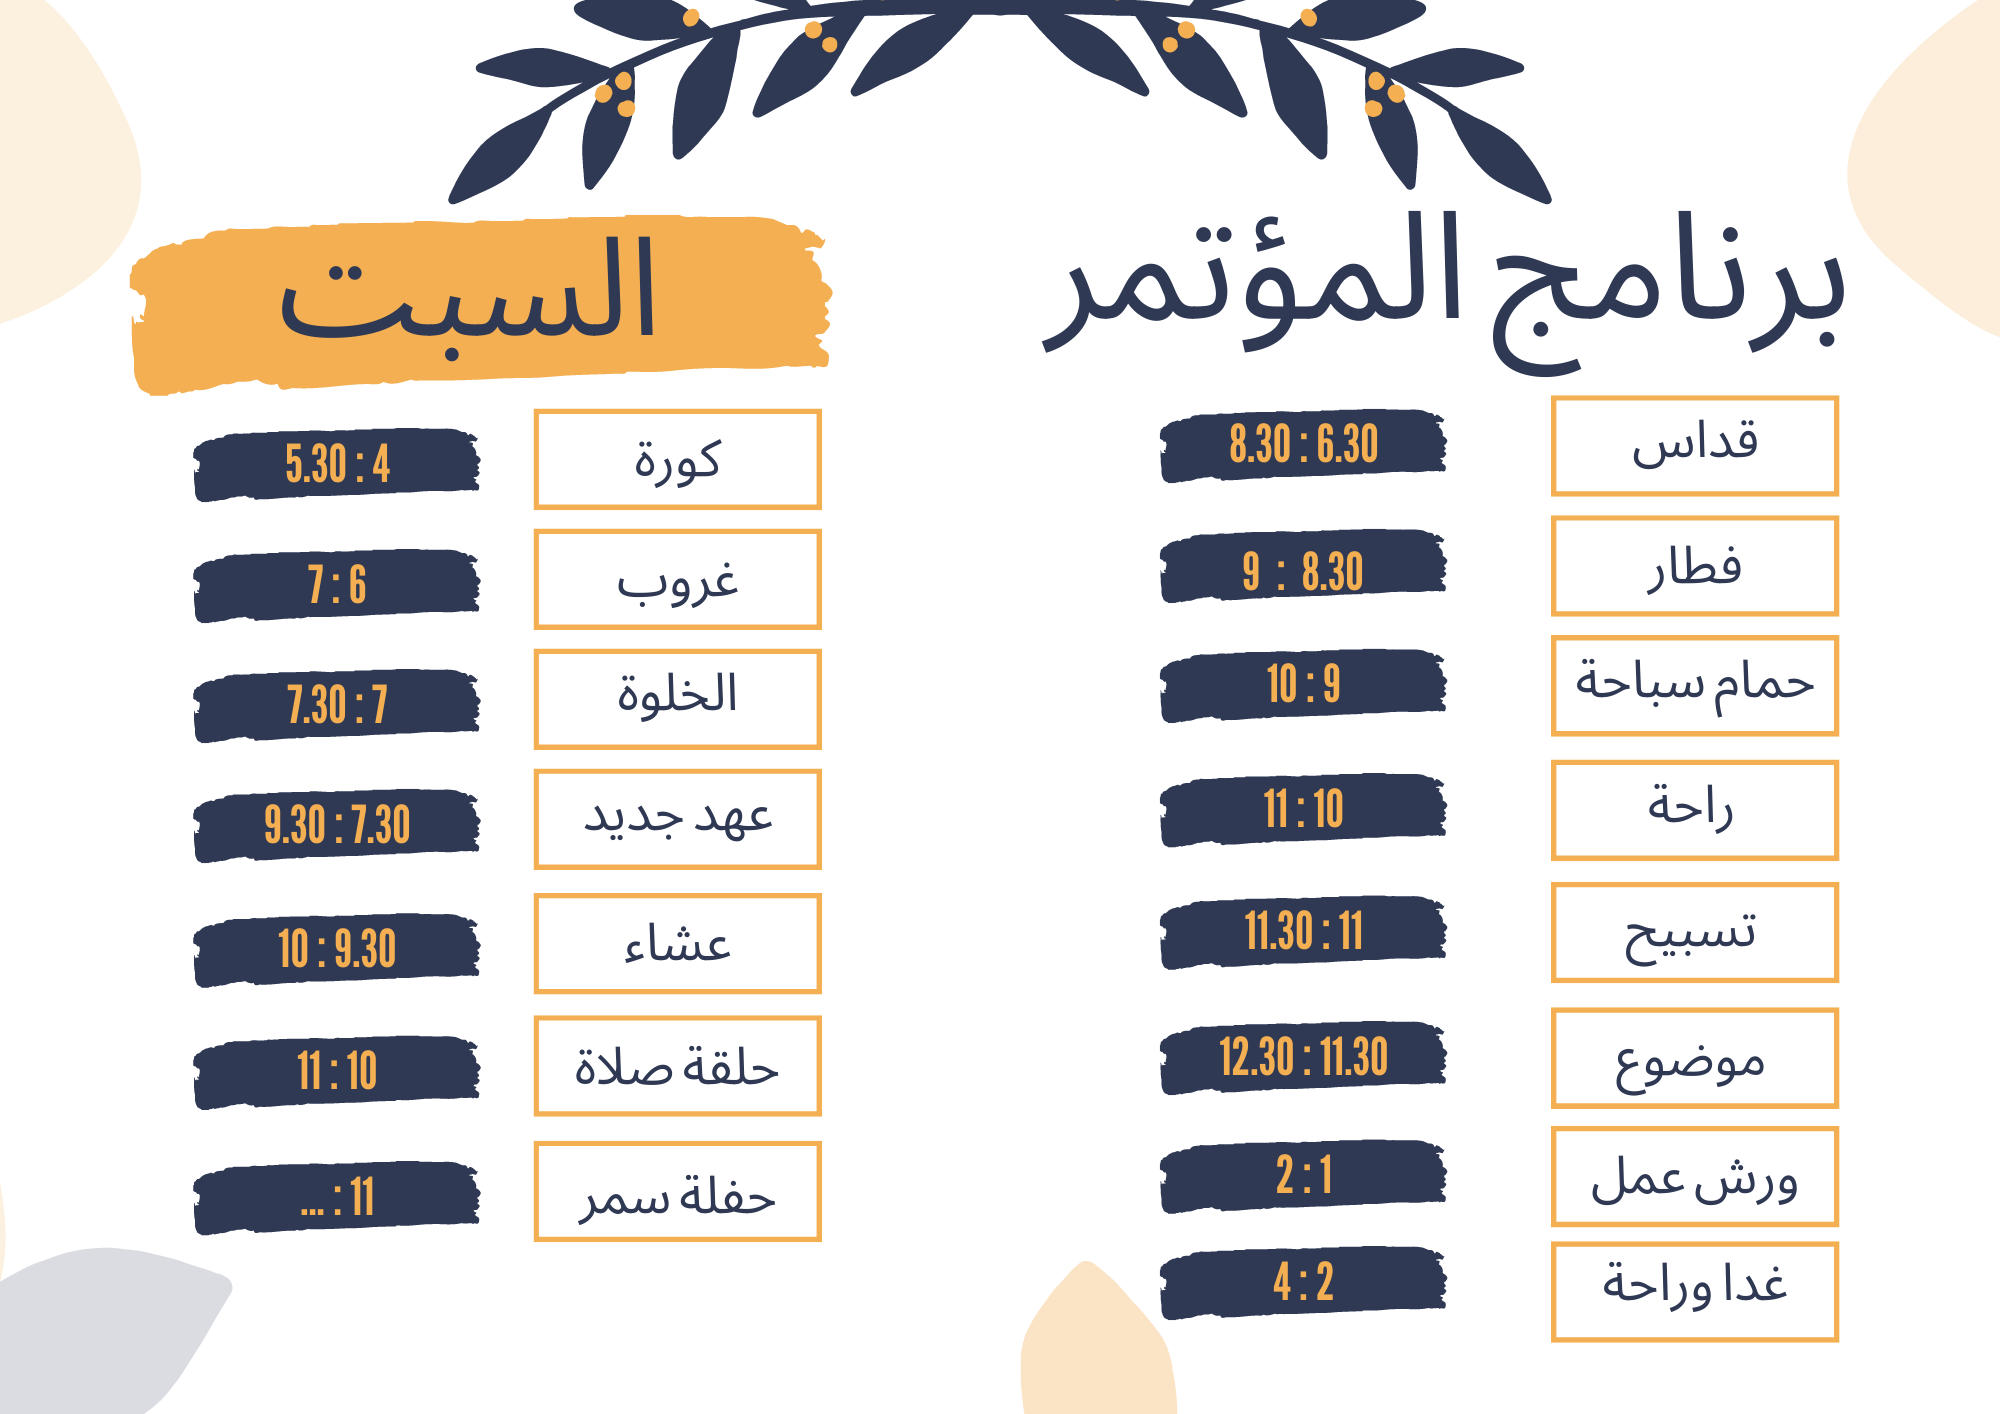 برنامج المؤتمر
السبت
قداس
8.30 : 6.30
فطار
9 : 8.30
حمام سباحة
10 : 9
راحة
11 : 10
تسبيح
11.30 : 11
موضوع
12.30 : 11.30
ورش عمل
2 : 1
غدا وراحة
4 : 2
كورة
5.30 : 4
غروب
7 : 6
الخلوة
7.30 : 7
عهد جديد
9.30 : 7.30
عشاء
10 : 9.30
حلقة صلاة
11 : 10
حفلة سمر
... : 11